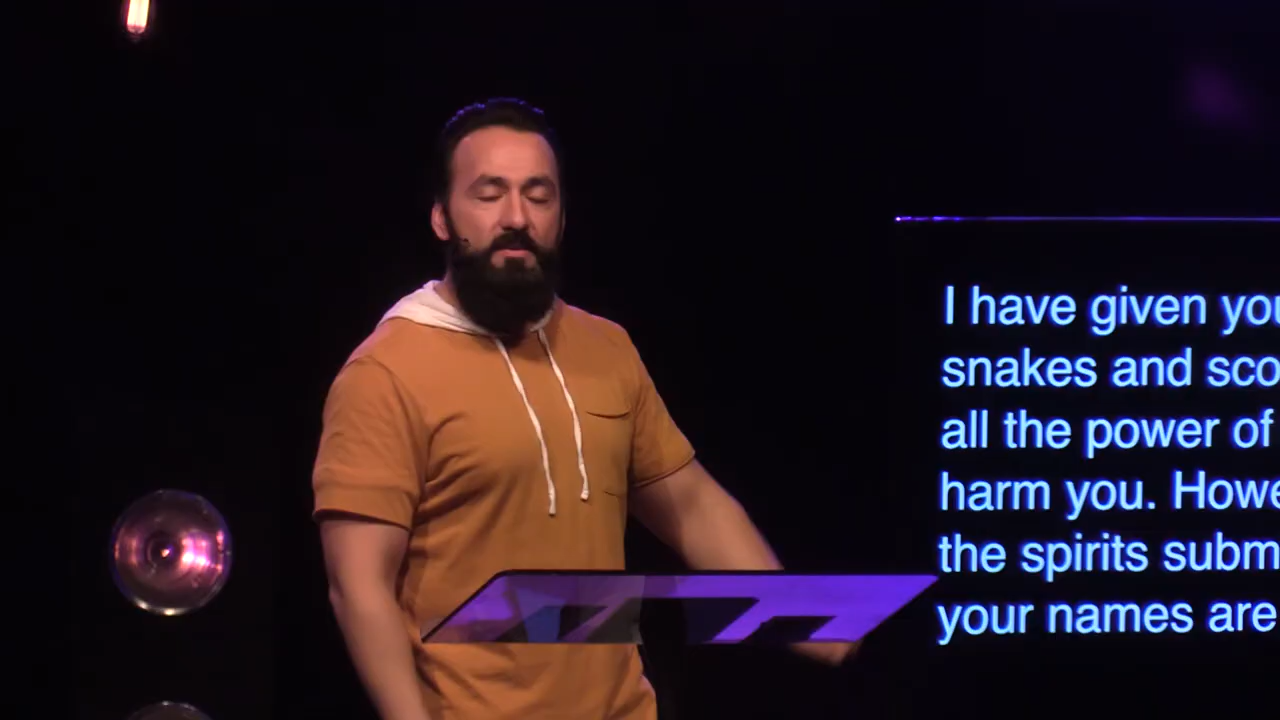 I have given you
snakes and sco
all the power of
harm you. Howe
the spirits subm
your names are